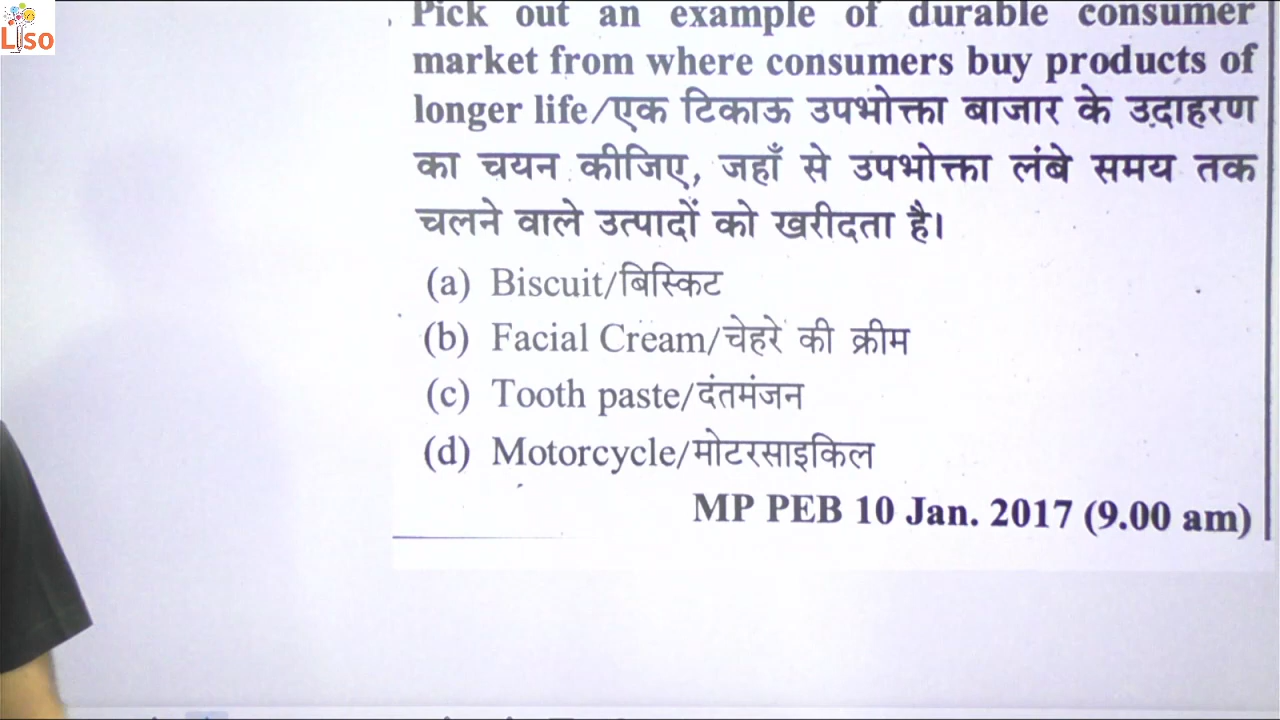 Liso
Pick out an example of durable consumer
market from where consumers buy products of
longer life/एक टिकाऊ उपभोक्ता बाजार के उदाहरण
का चयन कीजिए, जहाँ से उपभोक्ता लंबे समय तक
चलने वाले उत्पादों को खरीदता है।
(a) Biscuit/बिस्किट
(b) Facial Cream/चेहरे की क्रीम
(c) Tooth paste/दंतमंजन
(d) Motorcycle/मोटरसाइकिल
MP PEB 10 Jan. 2017 (9.00 am)